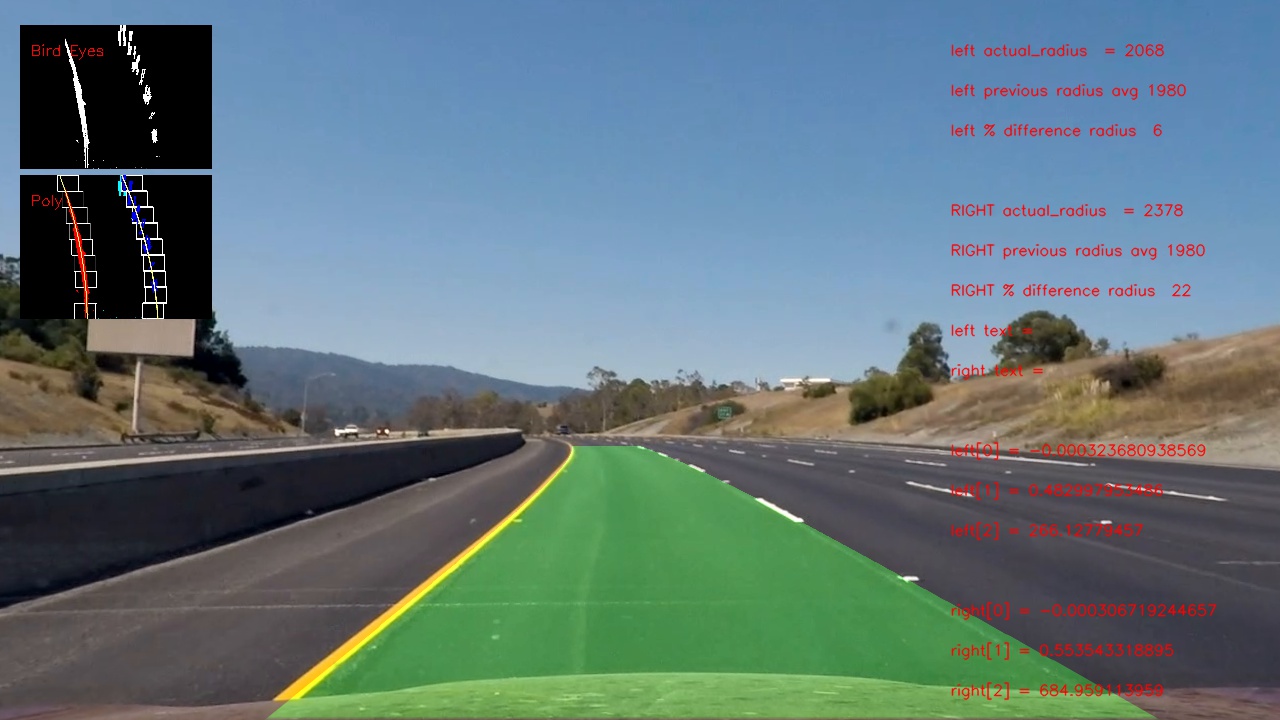 Bird Eyes
Poly
left actual_radius = 2068
left previous radius avg 1980
left % difference radius 6
RIGHT actual_radius = 2378
RIGHT previous radius avg 1980
RIGHT % difference radius 22
left text =
right text =
left[0] = -0.000323680938569
left[1] = 0.482997953486
left[2] = 266.12779457
right[0] = -0.000306719244657
right[1] = 0.553543318895
right[2] = 684.959113959